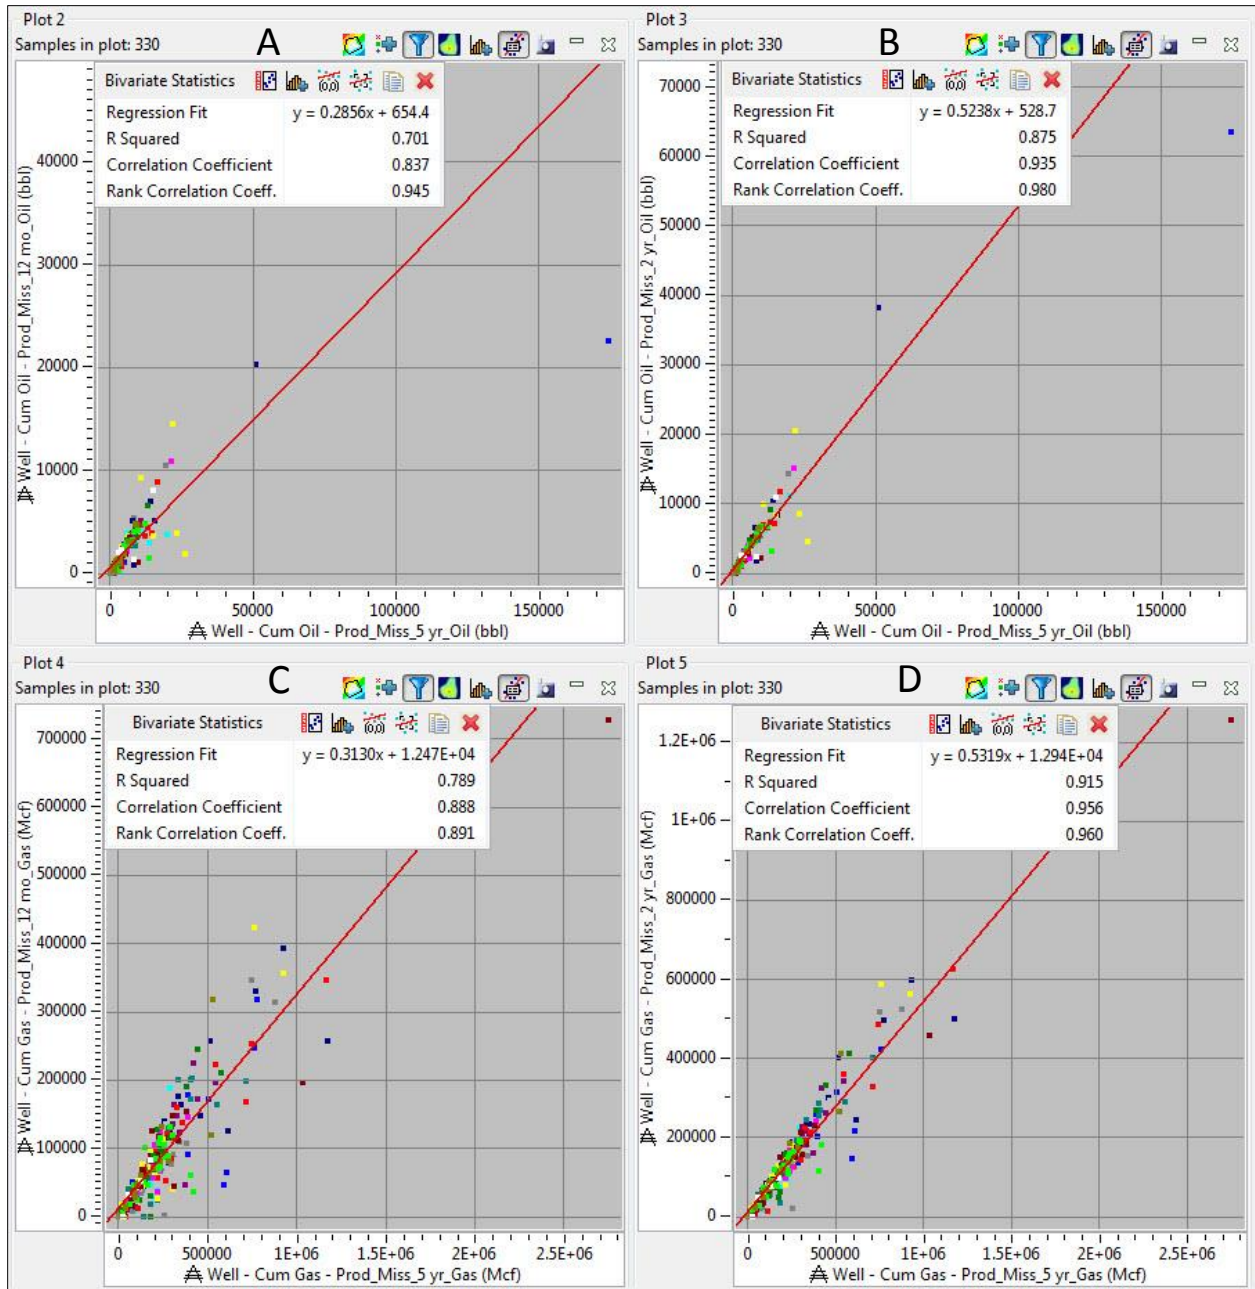 Plot 2
Samples in plot: 330
A
Bivariate Statistics
(0,0)
Regression Fit y = 0.2856x + 654.4
R Squared 0.701
Correlation Coefficient 0.837
Rank Correlation Coeff. 0.945
Well - Cum Oil - Prod_Miss_12 mo_Oil (bbl)
40000
30000
20000
10000
0
0 50000 100000 150000
Well - Cum Oil - Prod_Miss_5 yr_Oil (bbl)
Plot 3
Samples in plot: 330
B
Bivariate Statistics
(0,0)
Regression Fit y = 0.5238x + 528.7
R Squared 0.875
Correlation Coefficient 0.935
Rank Correlation Coeff. 0.980
Well - Cum Oil - Prod_Miss_2 yr_Oil (bbl)
70000
60000
50000
40000
30000
20000
10000
0
0 50000 100000 150000
Well - Cum Oil - Prod_Miss_5 yr_Oil (bbl)
Plot 4
Samples in plot: 330
C
Bivariate Statistics
(0,0)
Regression Fit y = 0.3130x + 1.247E+04
R Squared 0.789
Correlation Coefficient 0.888
Rank Correlation Coeff. 0.891
Well - Cum Gas - Prod_Miss_12 mo_Gas (Mcf)
700000
600000
500000
400000
300000
200000
100000
0
0 500000 1E+06 1.5E+06 2E+06 2.5E+06
Well - Cum Gas - Prod_Miss_5 yr_Gas (Mcf)
Plot 5
Samples in plot: 330
D
Bivariate Statistics
(0,0)
Regression Fit y = 0.5319x + 1.294E+04
R Squared 0.915
Correlation Coefficient 0.956
Rank Correlation Coeff. 0.960
Well - Cum Gas - Prod_Miss_2 yr_Gas (Mcf)
1.2E+06
1E+06
800000
600000
400000
200000
0
0 500000 1E+06 1.5E+06 2E+06 2.5E+06
Well - Cum Gas - Prod_Miss_5 yr_Gas (Mcf)